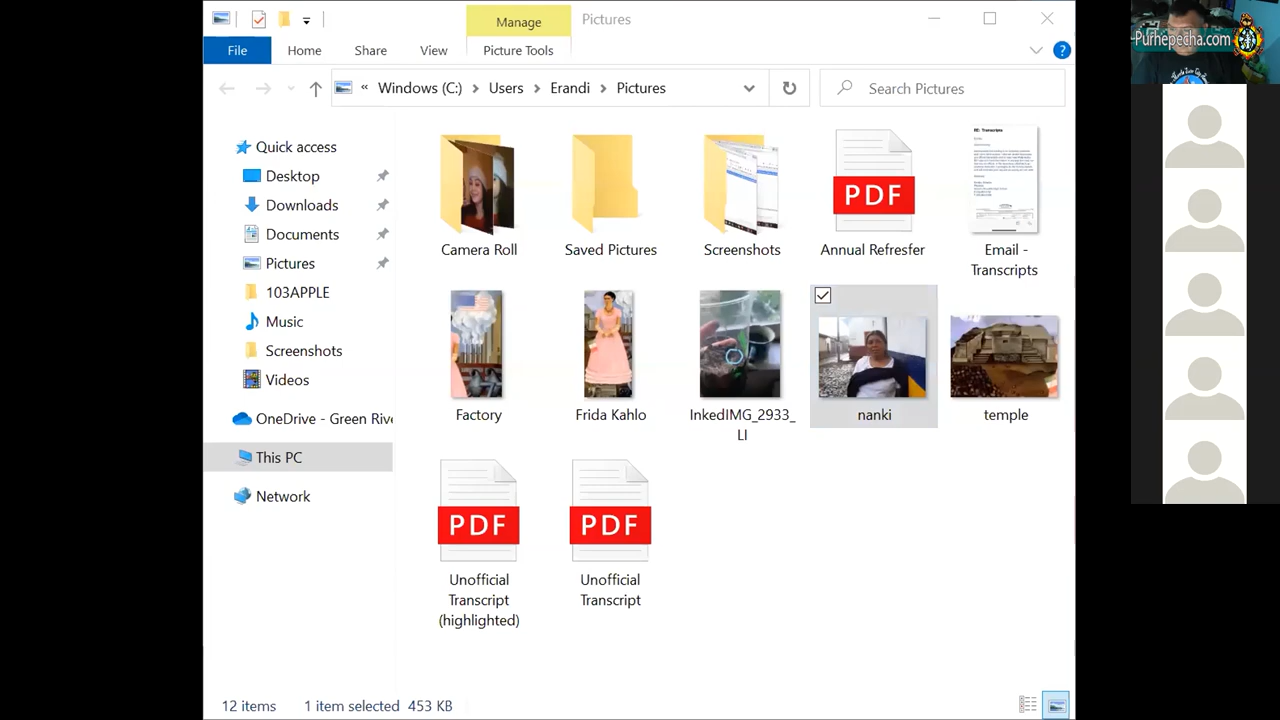 Manage
Pictures
File
Home
Share
View
Picture Tools
« Windows (C:) > Users > Erandi > Pictures
Search Pictures
Quick access
Desktop
Downloads
Documents
Pictures
103APPLE
Music
Screenshots
Videos
OneDrive - Green Rive
This PC
Network
Camera Roll
Saved Pictures
Screenshots
PDF
Annual Refresfer
RE: Transcripts
Email -
Transcripts
Factory
Frida Kahlo
InkedIMG_2933_
LI
nanki
temple
PDF
Unofficial
Transcript
(highlighted)
PDF
Unofficial
Transcript
12 items
1 item selected
453 KB
Purhepecha.com